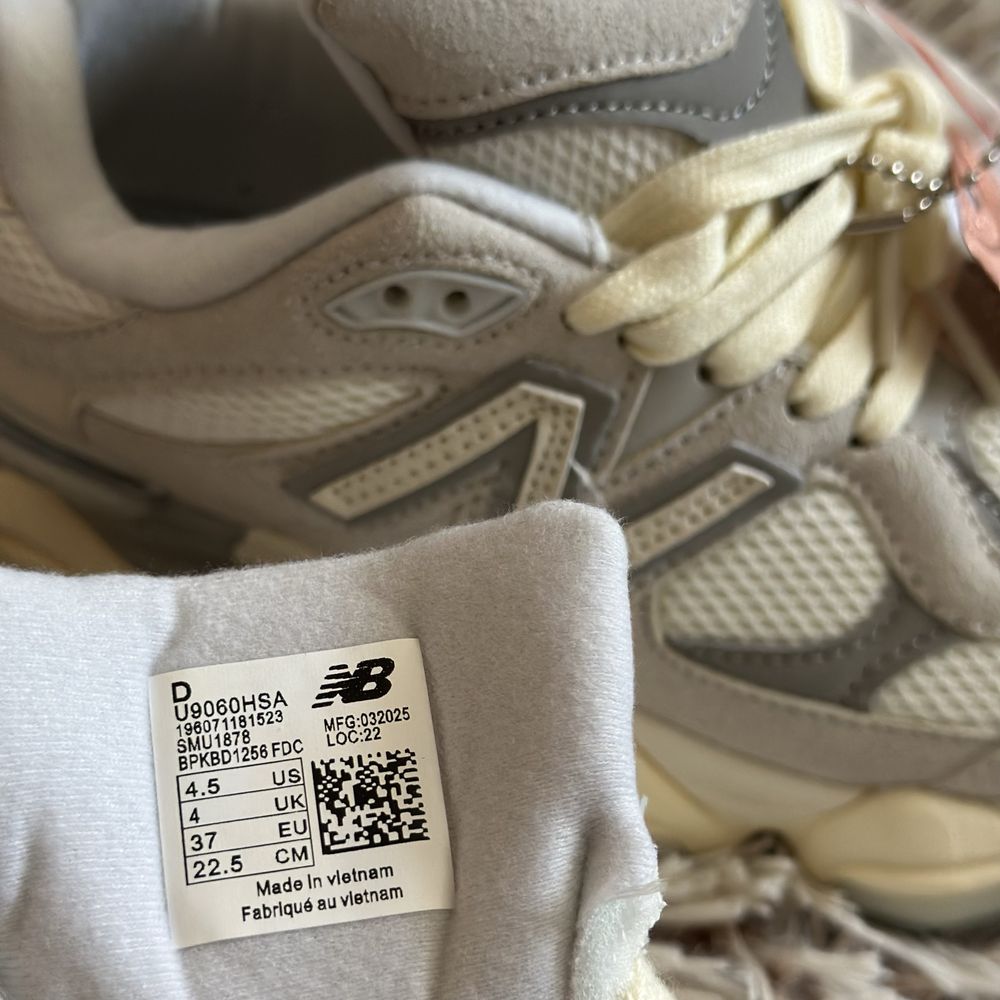 D
U9060HSA
196071181523
SMU1878
BPKBD1256 FDC
NB
MFG:032025
LOC:22
4.5 US
4 UK
37 EU
22.5 CM
Made in vietnam
Fabriqué au vietnam